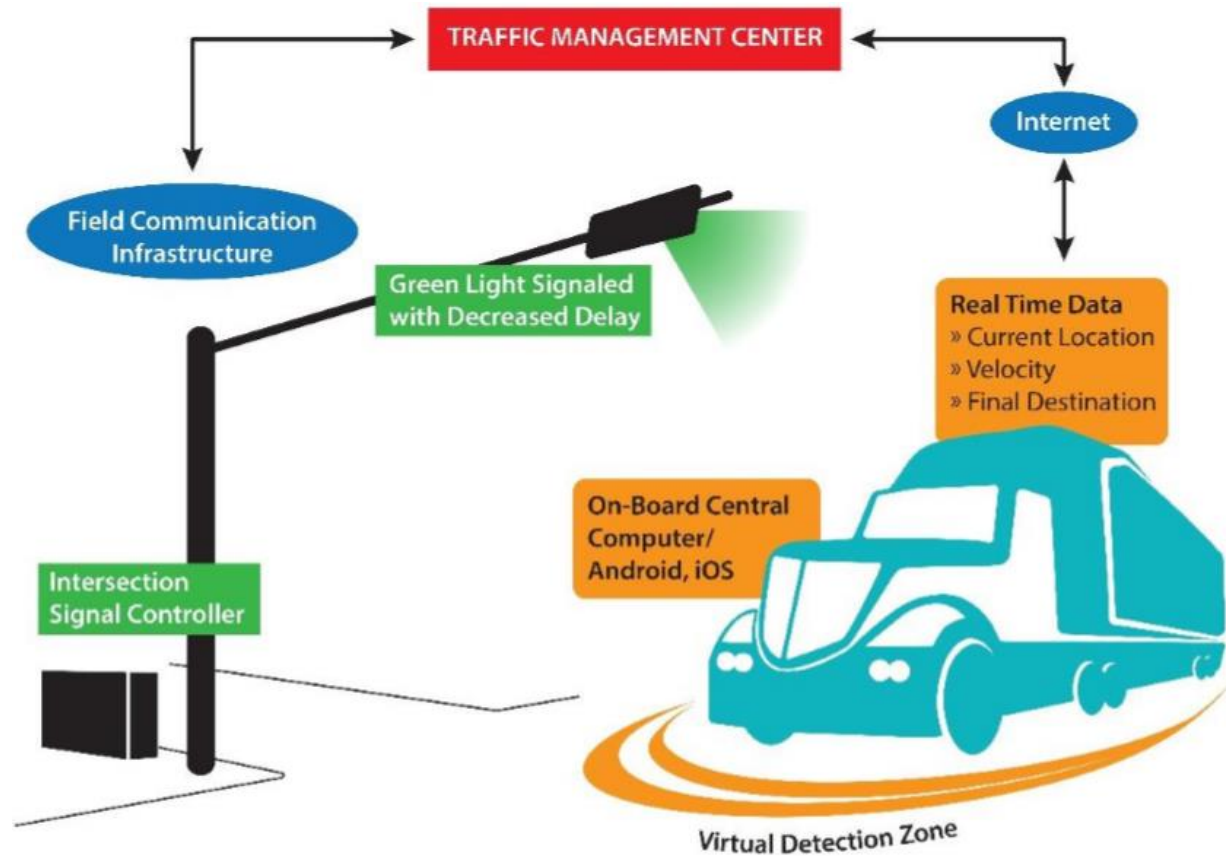 TRAFFIC MANAGEMENT CENTER
Internet
Field Communication
Infrastructure
Green Light Signaled
with Decreased Delay
Real Time Data
» Current Location
» Velocity
» Final Destination
On-Board Central
Computer/
Android, iOS
Intersection
Signal Controller
Virtual Detection Zone